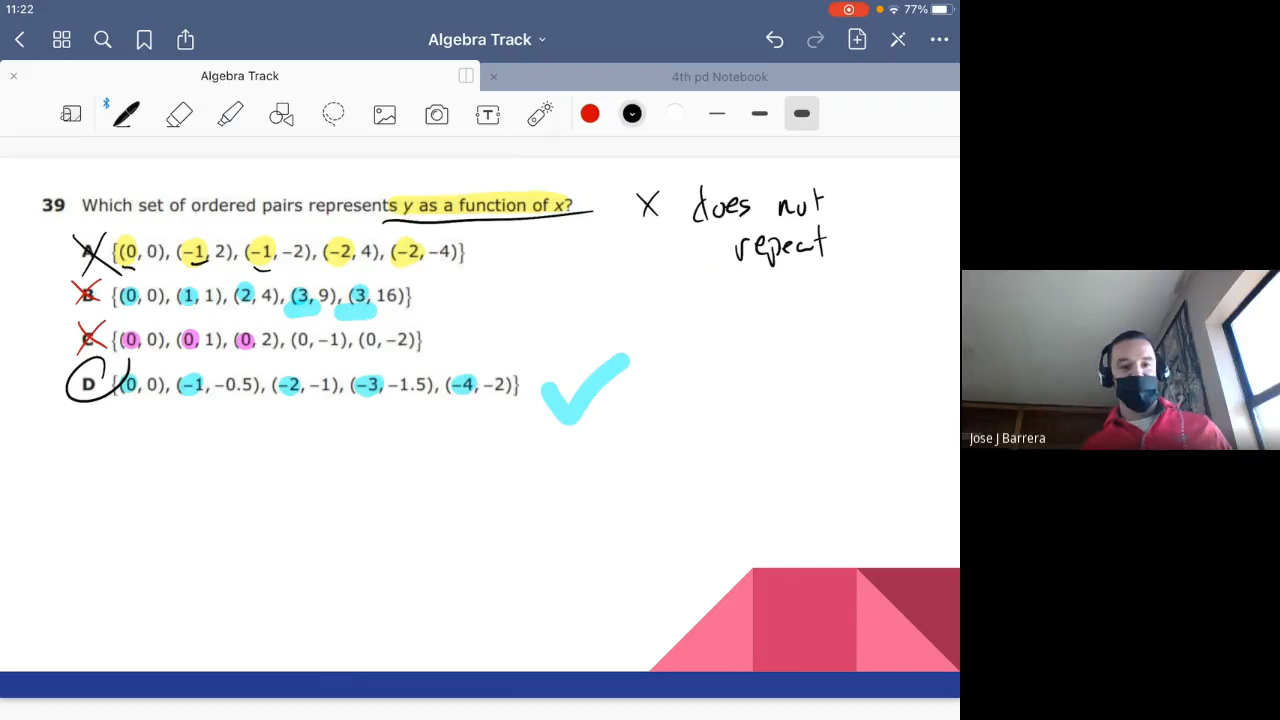 11:22
77%
Algebra Track
Algebra Track
4th pd Notebook
T
39 Which set of ordered pairs represents y as a function of x?
x does not
repeat
A {(0, 0), (−1, 2), (−1, −2), (−2, 4), (−2, −4)}
B {(0, 0), (1, 1), (2, 4), (3, 9), (3, 16)}
C {(0, 0), (0, 1), (0, 2), (0, −1), (0, −2)}
D {(0, 0), (−1, −0.5), (−2, −1), (−3, −1.5), (−4, −2)}
Jose J Barrera